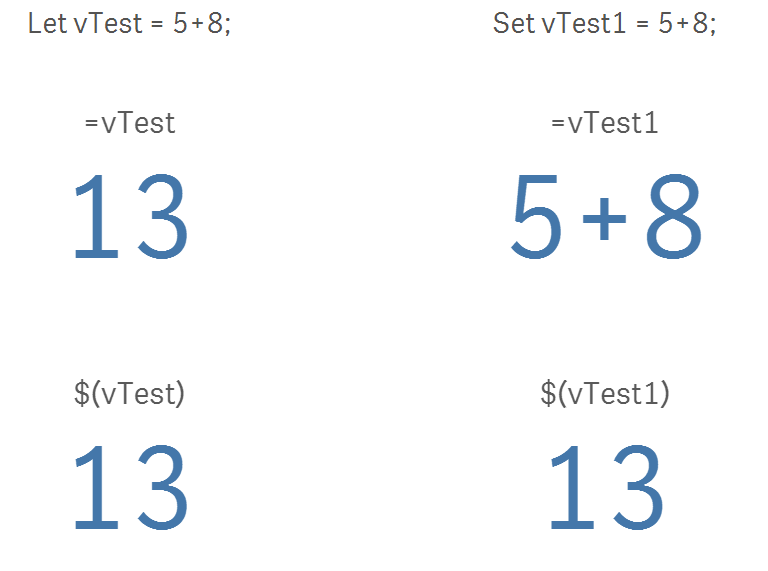 Let vTest = 5+8;
Set vTest1 = 5+8;
=vTest
=vTest1
13
5+8
$(vTest)
$(vTest1)
13
13